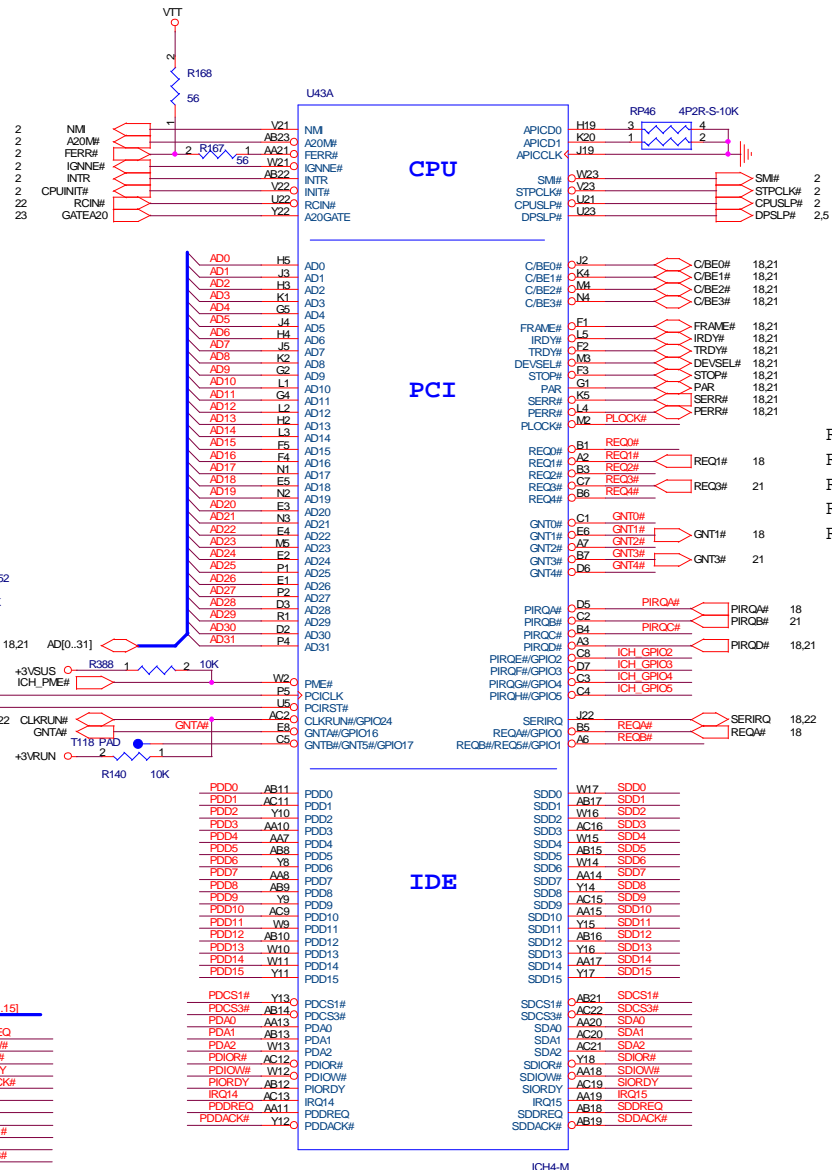 VTT
2
R168
56
1
U43A
RP46 4P2R-S-10K
2 NMI V21 NMI
2 A20M# AB23 A20M#
2 FERR# 2 R167 1 56 AA21 FERR#
2 IGNNE# W21 IGNNE#
2 INTR AB22 INTR
2 CPUINIT# V22 INIT#
22 RCIN# U22 RCIN#
23 GATEA20 Y22 A20GATE
CPU
APICD0 H19 3 4
APICD1 K20 1 2
APICCLK J19
SMI# W23 SMI# 2
STPCLK# V23 STPCLK# 2
CPUSLP# U21 CPUSLP# 2
DPSLP# U23 DPSLP# 2,5
AD0 H5 AD0
AD1 J3 AD1
AD2 H3 AD2
AD3 K1 AD3
AD4 G5 AD4
AD5 J4 AD5
AD6 H4 AD6
AD7 J5 AD7
AD8 K2 AD8
AD9 G2 AD9
AD10 L1 AD10
AD11 G4 AD11
AD12 L2 AD12
AD13 H2 AD13
AD14 L3 AD14
AD15 F5 AD15
AD16 F4 AD16
AD17 N1 AD17
AD18 E5 AD18
AD19 N2 AD19
AD20 E3 AD20
AD21 N3 AD21
AD22 E4 AD22
AD23 M5 AD23
AD24 E2 AD24
AD25 P1 AD25
AD26 E1 AD26
AD27 P2 AD27
AD28 D3 AD28
AD29 R1 AD29
AD30 D2 AD30
AD31 P4 AD31
18,21 AD[0..31]
PCI
C/BE0# J2 C/BE0# 18,21
C/BE1# K4 C/BE1# 18,21
C/BE2# M4 C/BE2# 18,21
C/BE3# N4 C/BE3# 18,21
FRAME# F1 FRAME# 18,21
IRDY# L5 IRDY# 18,21
TRDY# F2 TRDY# 18,21
DEVSEL# M3 DEVSEL# 18,21
STOP# F3 STOP# 18,21
PAR G1 PAR 18,21
SERR# K5 SERR# 18,21
PERR# L4 PERR# 18,21
PLOCK# M2 PLOCK#
REQ0# B1 REQ0#
REQ1# A2 REQ1# REQ1# 18
REQ2# B3 REQ2#
REQ3# C7 REQ3# REQ3# 21
REQ4# B6 REQ4#
GNT0# C1 GNT0#
GNT1# E6 GNT1# GNT1# 18
GNT2# A7 GNT2#
GNT3# B7 GNT3# GNT3# 21
GNT4# D6 GNT4#
PIRQA# D5 PIRQA# PIRQA# 18
PIRQB# C2 PIRQB# 21
PIRQC# B4 PIRQC#
PIRQD# A3 PIRQD# 18,21
PIRQE#/GPIO2 C8 ICH_GPIO2
PIRQF#/GPIO3 D7 ICH_GPIO3
PIRQG#/GPIO4 C3 ICH_GPIO4
PIRQH#/GPIO5 C4 ICH_GPIO5
SERIRQ J22 SERIRQ 18,22
REQA#/GPIO0 B5 REQA# REQA# 18
REQB#/REQ5#/GPIO1 A6 REQB#
+3VSUS R388 1 2 10K
ICH_PME# W2 PME#
P5 PCICLK
U5 PCIRST#
22 CLKRUN# AC2 CLKRUN#/GPIO24
GNTA# GNTA# E8 GNTA#/GPIO16
T118 PAD C5 GNTB#/GNT5#/GPIO17
+3VRUN 2 1
R140 10K
PDD0 AB11 PDD0
PDD1 AC11 PDD1
PDD2 Y10 PDD2
PDD3 AA10 PDD3
PDD4 AA7 PDD4
PDD5 AB8 PDD5
PDD6 Y8 PDD6
PDD7 AA8 PDD7
PDD8 AB9 PDD8
PDD9 Y9 PDD9
PDD10 AC9 PDD10
PDD11 W9 PDD11
PDD12 AB10 PDD12
PDD13 W10 PDD13
PDD14 W11 PDD14
PDD15 Y11 PDD15
PDCS1# Y13 PDCS1#
PDCS3# AB14 PDCS3#
PDA0 AA13 PDA0
PDA1 AB13 PDA1
PDA2 W13 PDA2
PDIOR# AC12 PDIOR#
PDIOW# W12 PDIOW#
PIORDY AB12 PIORDY
IRQ14 AC13 IRQ14
PDDREQ AA11 PDDREQ
PDDACK# Y12 PDDACK#
IDE
SDD0 W17 SDD0
SDD1 AB17 SDD1
SDD2 W16 SDD2
SDD3 AC16 SDD3
SDD4 W15 SDD4
SDD5 AB15 SDD5
SDD6 W14 SDD6
SDD7 AA14 SDD7
SDD8 Y14 SDD8
SDD9 AC15 SDD9
SDD10 AA15 SDD10
SDD11 Y15 SDD11
SDD12 AB16 SDD12
SDD13 Y16 SDD13
SDD14 AA17 SDD14
SDD15 Y17 SDD15
SDCS1# AB21 SDCS1#
SDCS3# AC22 SDCS3#
SDA0 AA20 SDA0
SDA1 AC20 SDA1
SDA2 AC21 SDA2
SDIOR# Y18 SDIOR#
SDIOW# AA18 SDIOW#
SIORDY AC19 SIORDY
IRQ15 AA19 IRQ15
SDDREQ AB18 SDDREQ
SDDACK# AB19 SDDACK#
ICH4-M